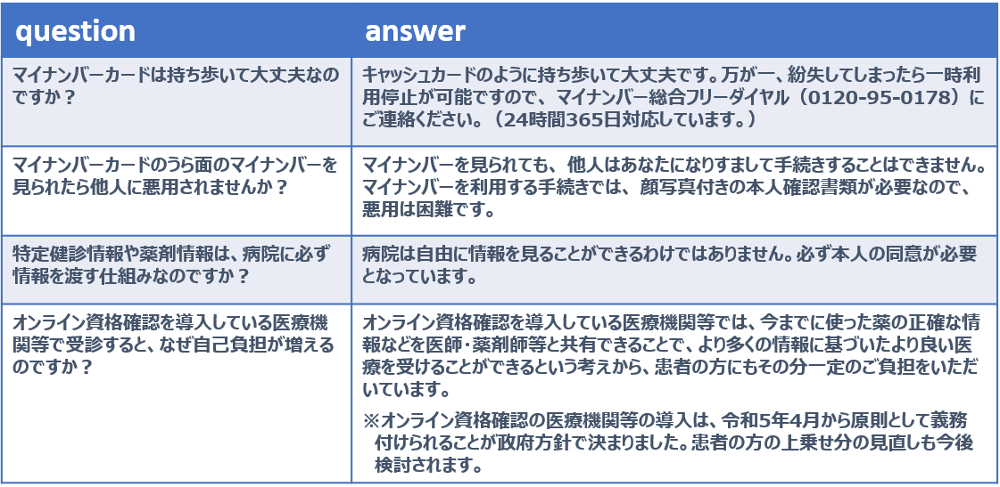 question
answer
マイナンバーカードは持ち歩いて大丈夫なの
ですか？
キャッシュカードのように持ち歩いて大丈夫です。万が一、紛失してしまったら一時利
用停止が可能ですので、マイナンバー総合フリーダイヤル（0120-95-0178）に
ご連絡ください。（24時間365日対応しています。）
マイナンバーカードのうら面のマイナンバーを
見られたら他人に悪用されませんか？
マイナンバーを見られても、他人はあなたになりすまして手続きすることはできません。
マイナンバーを利用する手続きでは、顔写真付きの本人確認書類が必要なので、
悪用は困難です。
特定健診情報や薬剤情報は、病院に必ず
情報を渡す仕組みなのですか？
病院は自由に情報を見ることができるわけではありません。必ず本人の同意が必要
となっています。
オンライン資格確認を導入している医療機
関等で受診すると、なぜ自己負担が増える
のですか？
オンライン資格確認を導入している医療機関等では、今までに使った薬の正確な情
報などを医師・薬剤師等と共有できることで、より多くの情報に基づいたより良い医
療を受けることができるという考えから、患者の方にもその分一定のご負担をいただ
いています。
※オンライン資格確認の医療機関等の導入は、令和5年4月から原則として義務
付けられることが政府方針で決まりました。患者の方の上乗せ分の見直しも今後
検討されます。